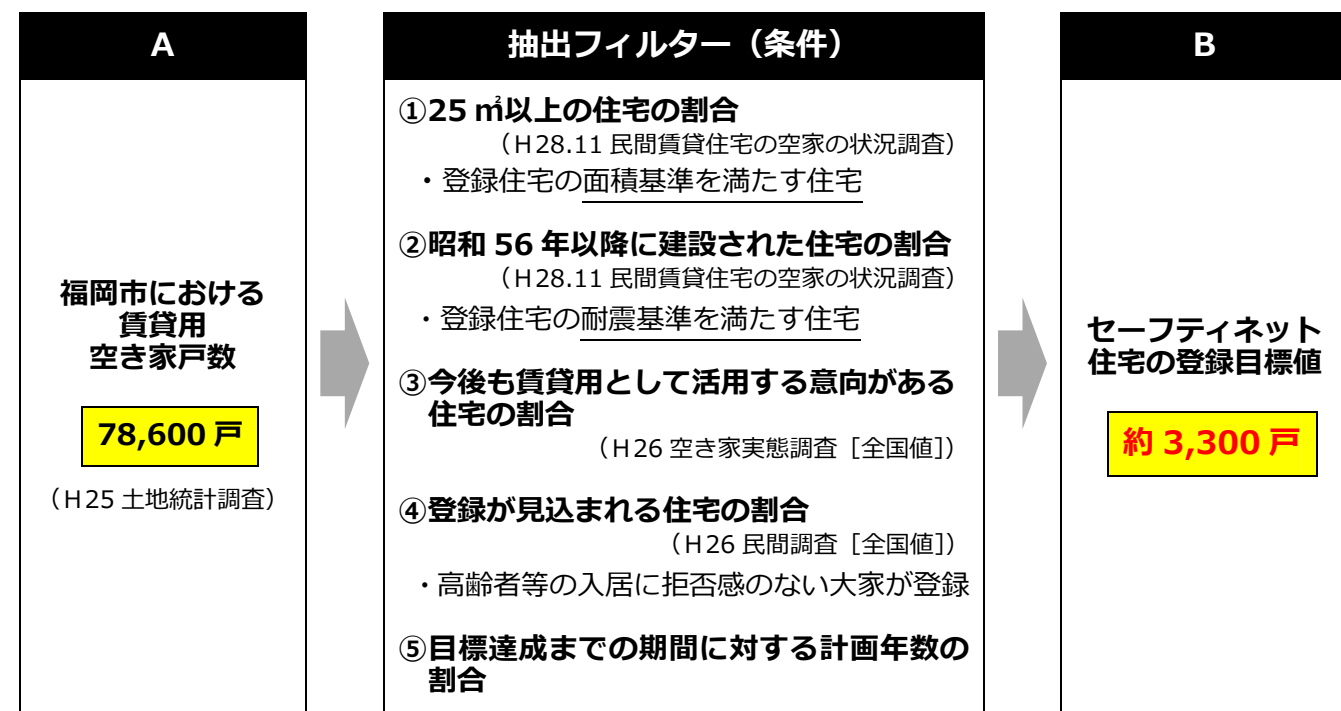 A
福岡市における
賃貸用
空き家戸数
78,600 戸
（Ｈ25 土地統計調査）
抽出フィルター（条件）
①25 ㎡以上の住宅の割合
（Ｈ28.11 民間賃貸住宅の空家の状況調査）
・登録住宅の面積基準を満たす住宅
②昭和 56 年以降に建設された住宅の割合
（Ｈ28.11 民間賃貸住宅の空家の状況調査）
・登録住宅の耐震基準を満たす住宅
③今後も賃貸用として活用する意向がある
住宅の割合
（Ｈ26 空き家実態調査［全国値］）
④登録が見込まれる住宅の割合
（Ｈ26 民間調査［全国値］）
・高齢者等の入居に拒否感のない大家が登録
⑤目標達成までの期間に対する計画年数の
割合
B
セーフティネット
住宅の登録目標値
約 3,300 戸